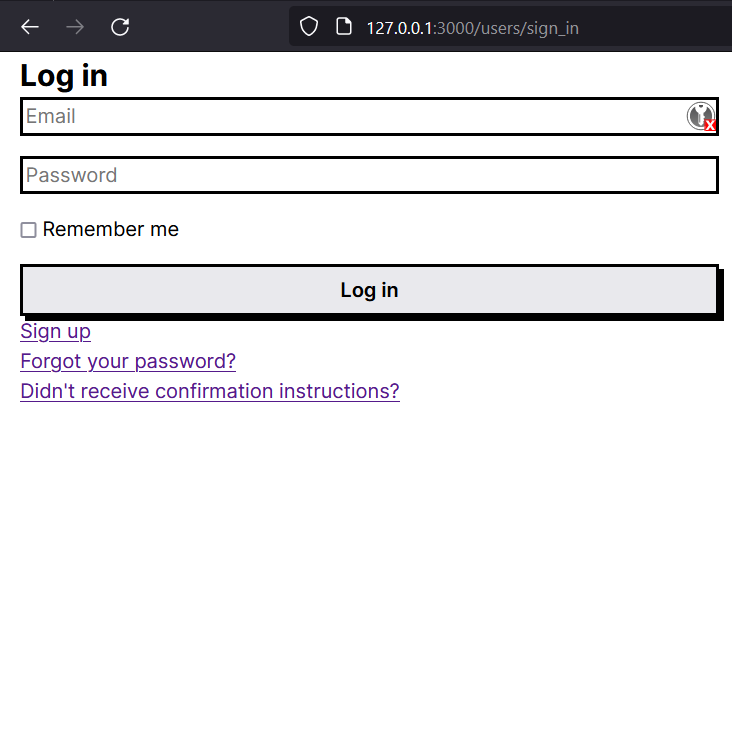 127.0.0.1:3000/users/sign_in
Log in
Email
X
Password
Remember me
Log in
Sign up
Forgot your password?
Didn't receive confirmation instructions?